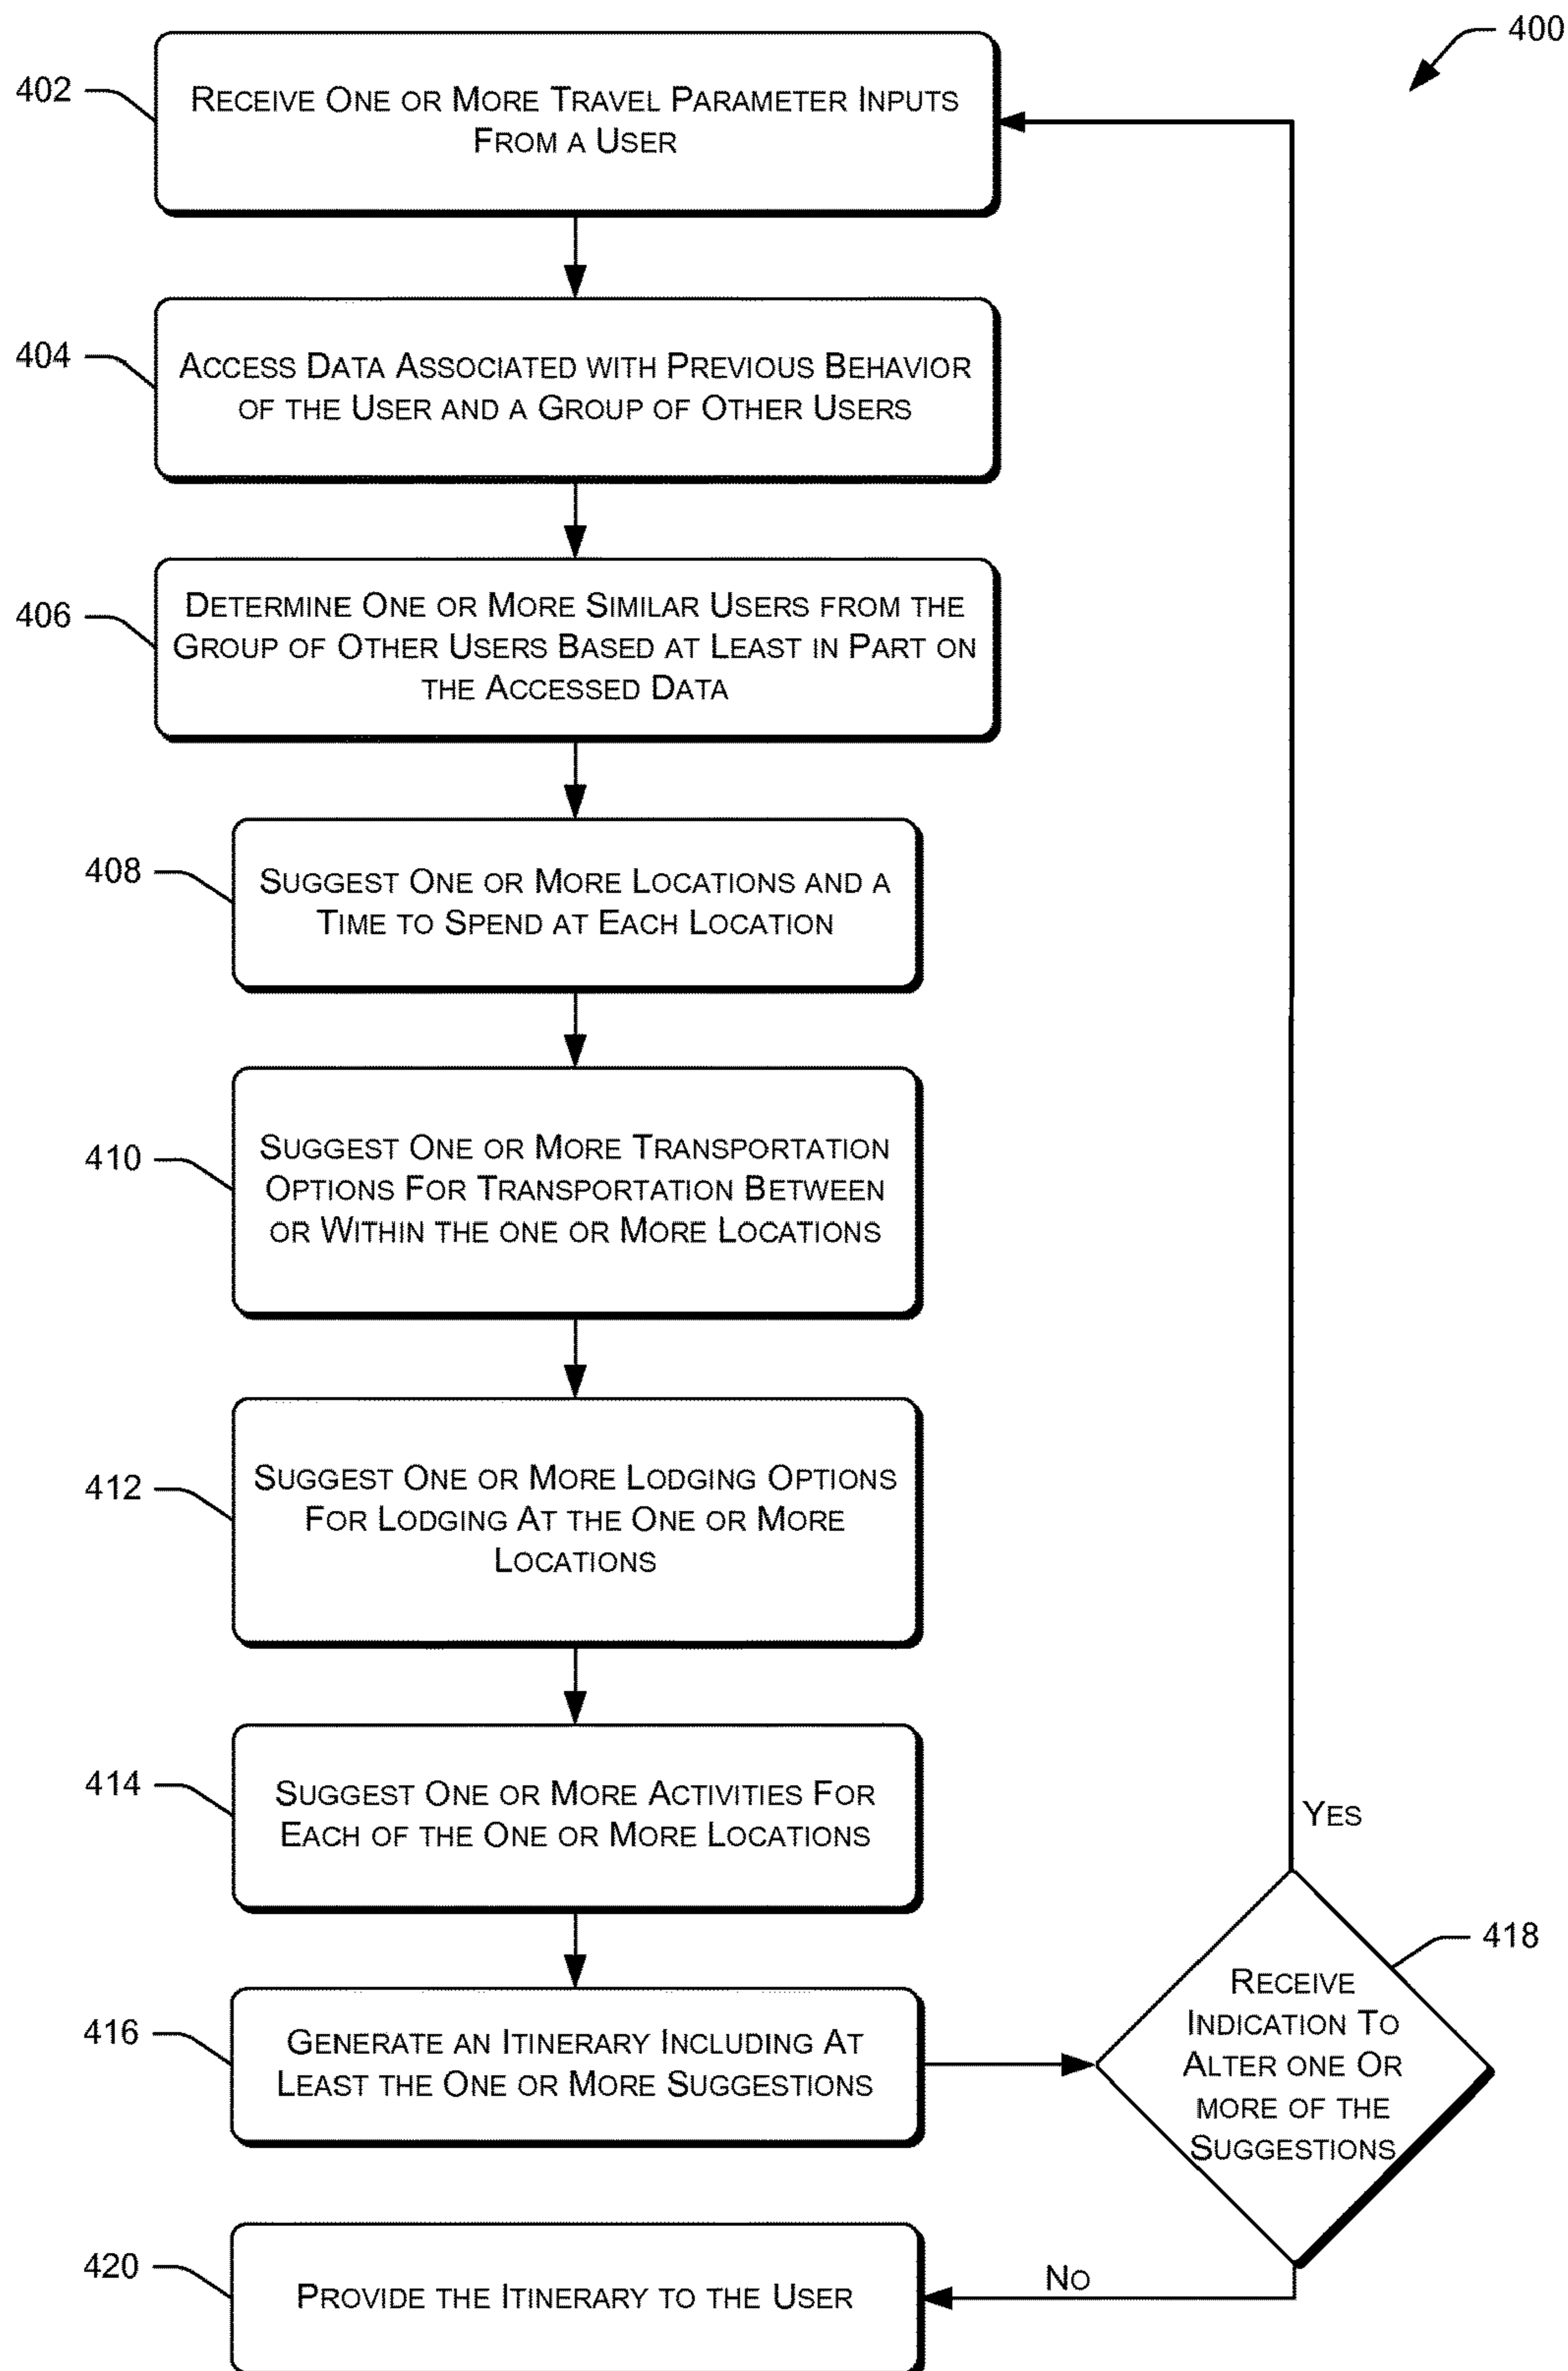 400
402
Receive One or More Travel Parameter Inputs
From a User
404
Access Data Associated with Previous Behavior
of the User and a Group of Other Users
406
Determine One or More Similar Users from the
Group of Other Users Based at Least in Part on
the Accessed Data
408
Suggest One or More Locations and a
Time to Spend at Each Location
410
Suggest One or More Transportation
Options For Transportation Between
or Within the one or More Locations
412
Suggest One or More Lodging Options
For Lodging At the One or More
Locations
414
Suggest One or More Activities For
Each of the One or More Locations
Yes
416
Generate an Itinerary Including At
Least the One or More Suggestions
418
Receive
Indication To
Alter one Or
more of the
Suggestions
420
Provide the Itinerary to the User
No